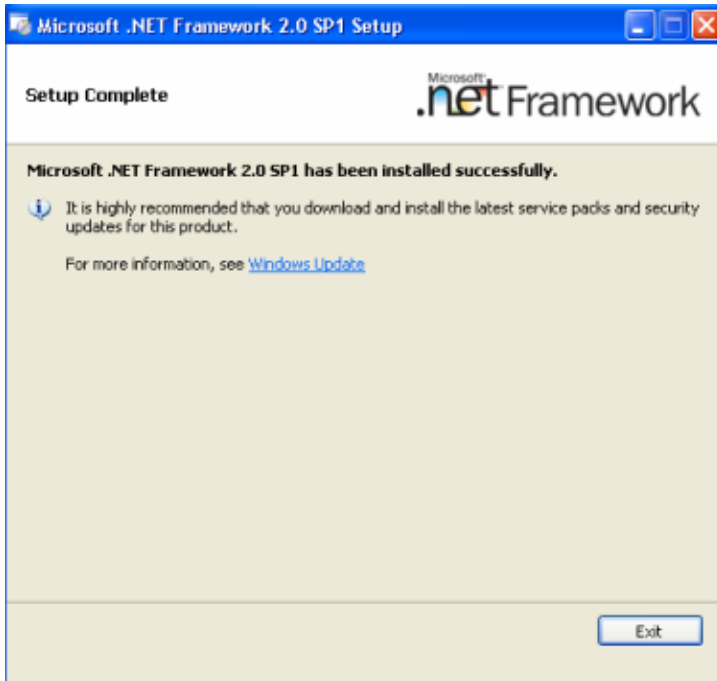 Microsoft .NET Framework 2.0 SP1 Setup
Setup Complete
Microsoft
.net Framework
Microsoft .NET Framework 2.0 SP1 has been installed successfully.
It is highly recommended that you download and install the latest service packs and security
updates for this product.
For more information, see Windows Update
Exit